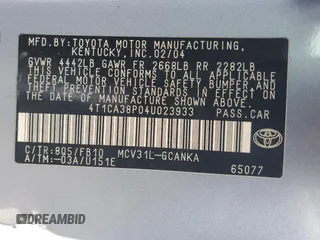 MFD.BY:TOYOTA MOTOR MANUFACTURING,
KENTUCKY, INC.02/04
GVWR 4442LB GAWR FR 2668LB RR 2282LB
THIS VEHICLE CONFORMS TO ALL APPLICABLE
FEDERAL MOTOR VEHICLE SAFETY, BUMPER, AND
THEFT PREVENTION STANDARDS IN EFFECT ON
THE DATE OF MANUFACTURE SHOWN ABOVE.
4T1CA38P04U023933
PASS.CAR
TOYOTA
C/TR:8Q5/FB10 MCV31L-GCANKA
A/TM:-03A/U151E
65077
DREAMBID